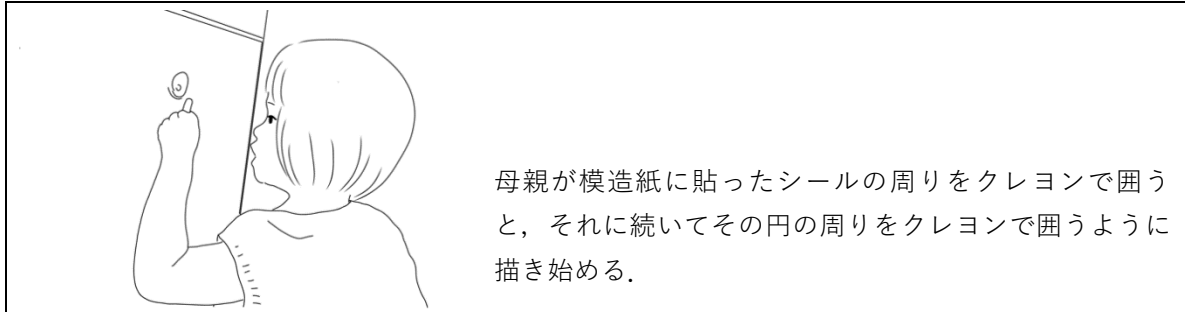 母親が模造紙に貼ったシールの周りをクレヨンで囲う
と，それに続いてその円の周りをクレヨンで囲うように
描き始める．